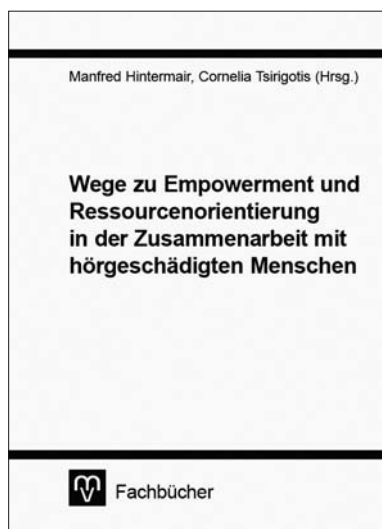 Manfred Hintermair, Cornelia Tsirigotis (Hrsg.)
Wege zu Empowerment und
Ressourcenorientierung
in der Zusammenarbeit mit
hörgeschädigten Menschen
Fachbücher